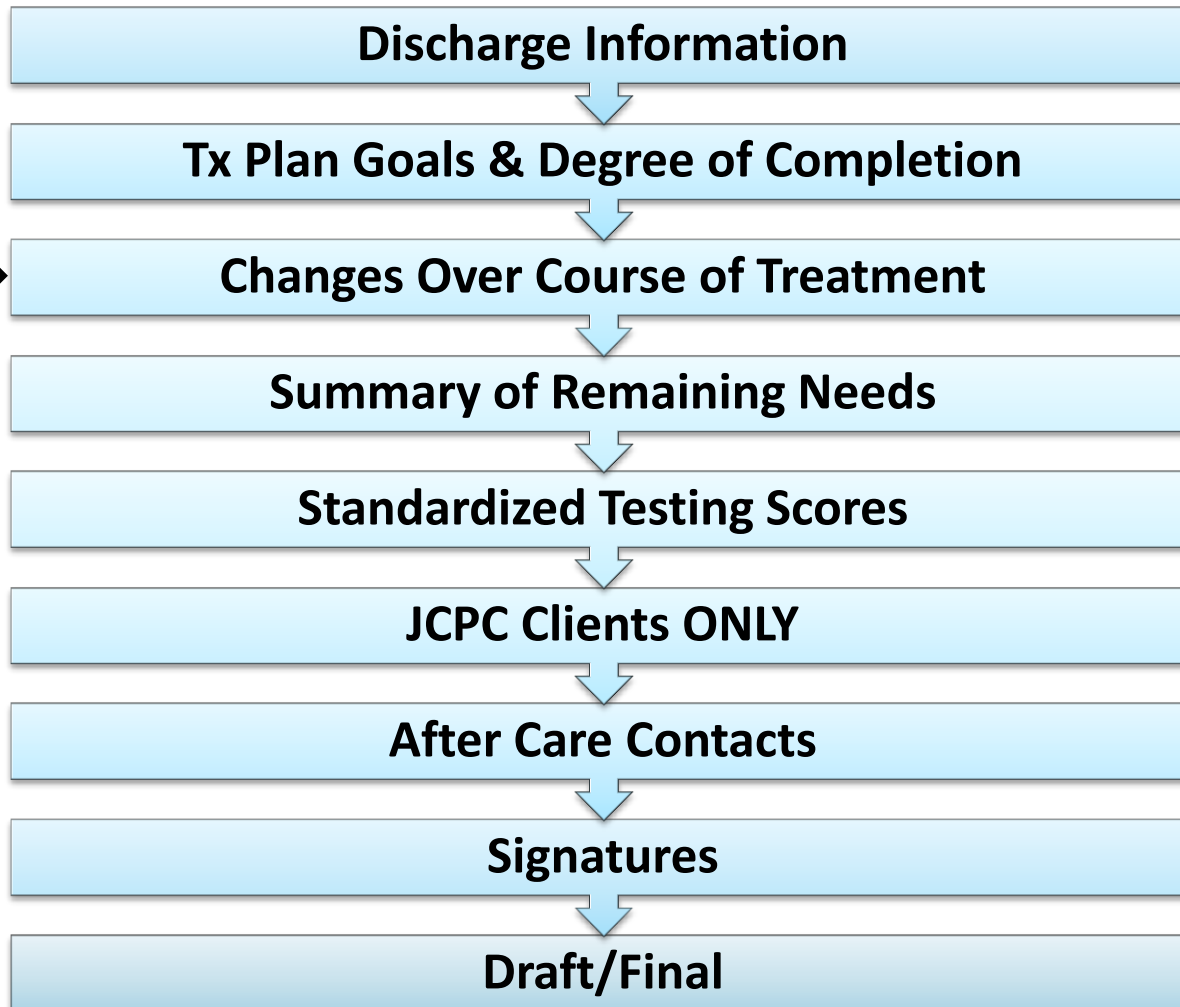 Discharge Information
Tx Plan Goals & Degree of Completion
Changes Over Course of Treatment
Summary of Remaining Needs
Standardized Testing Scores
JCPC Clients ONLY
After Care Contacts
Signatures
Draft/Final